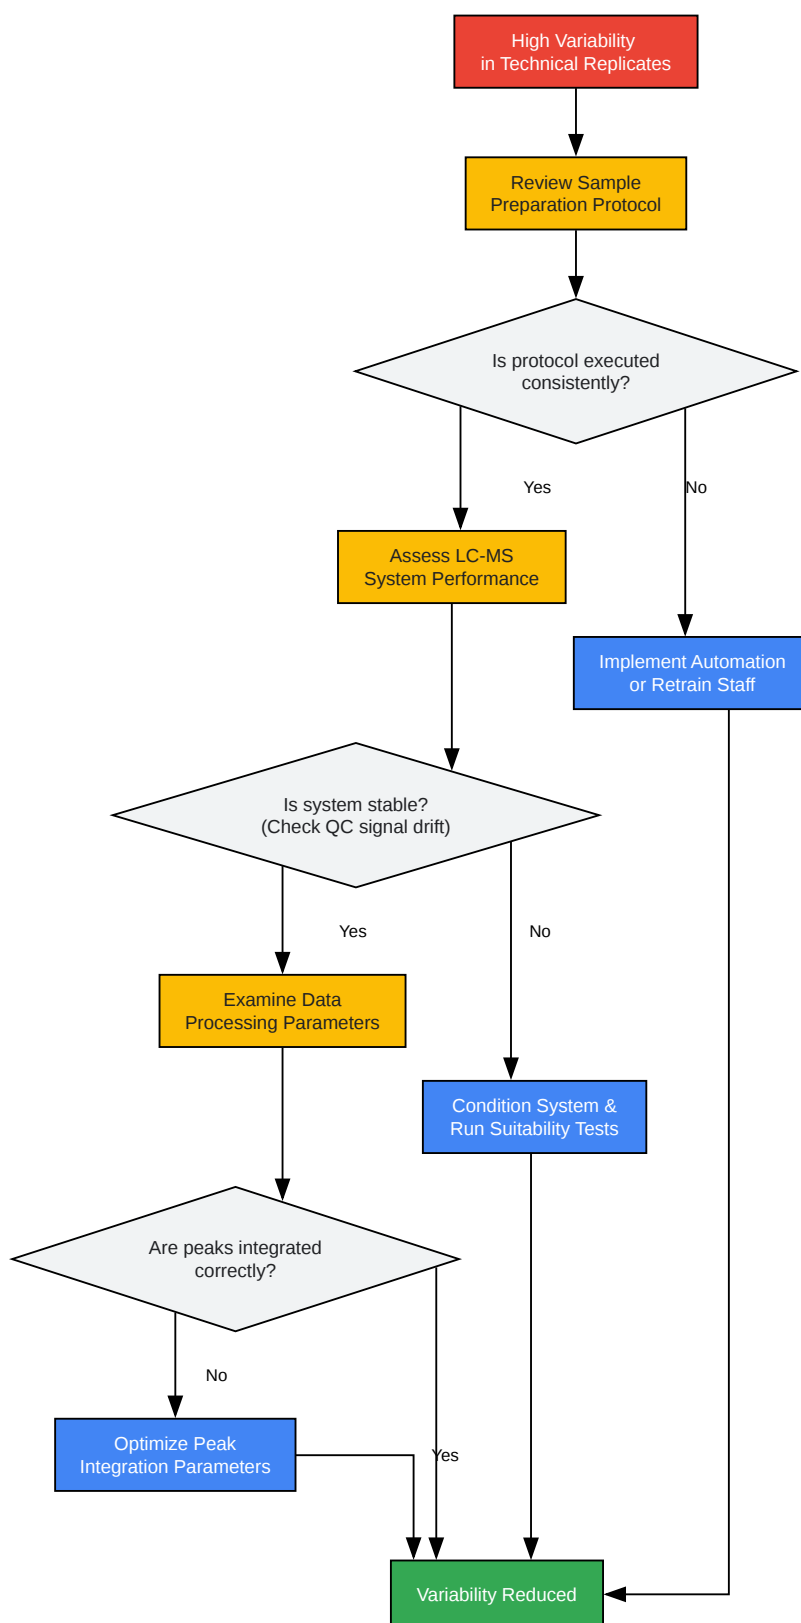 High Variability
in Technical Replicates
Review Sample
Preparation Protocol
Is protocol executed
consistently?
Yes
No
Assess LC-MS
System Performance
Implement Automation
or Retrain Staff
Is system stable?
(Check QC signal drift)
Yes
No
Examine Data
Processing Parameters
Condition System &
Run Suitability Tests
Are peaks integrated
correctly?
No
Yes
Optimize Peak
Integration Parameters
Variability Reduced